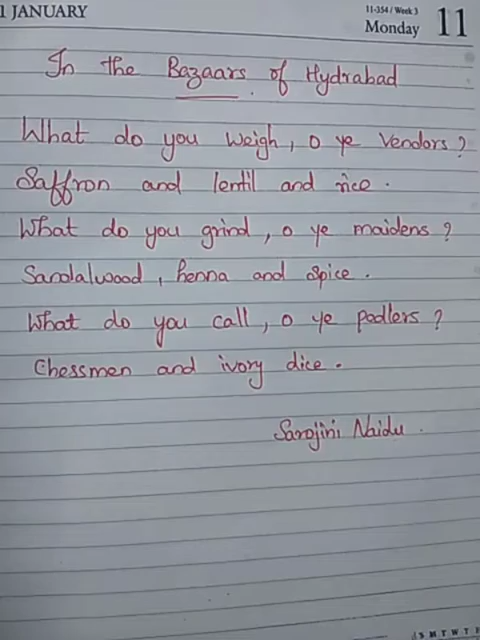 1 JANUARY
11-354 / Week 3
Monday 11
In the Bazaars of Hydrabad
What do you weigh, o ye vendors?
Saffron and lentil and rice.
What do you grind, o ye maidens?
Sandalwood, henna and spice.
What do you call, o ye pedlers?
Chessmen and ivory dice.
Sarojini Naidu.
S M T W T F